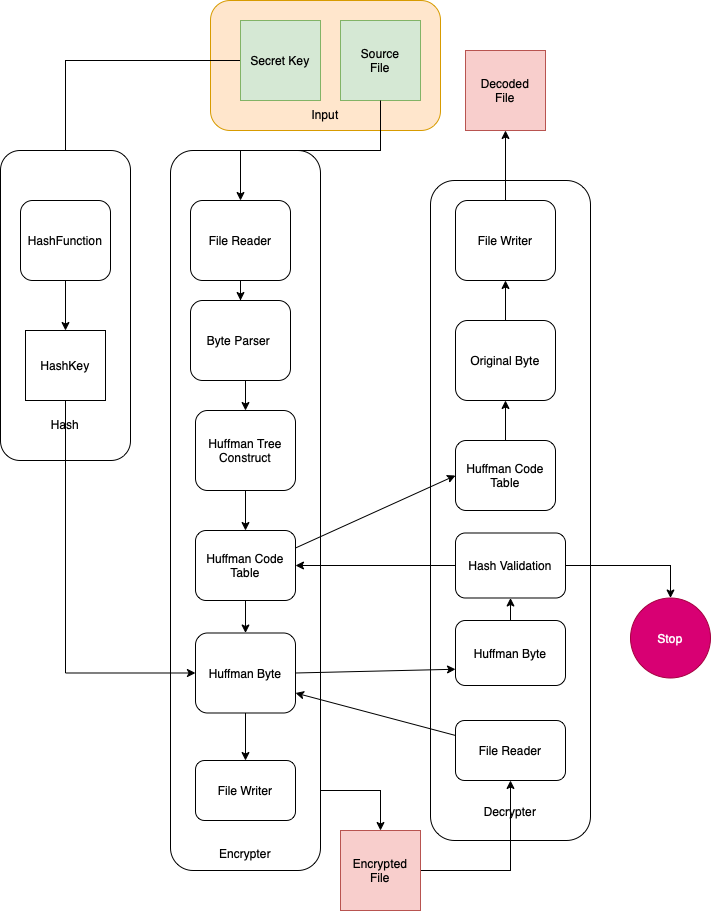 Secret Key
Source
File
Input
Decoded
File
HashFunction
HashKey
Hash
File Reader
Byte Parser
Huffman Tree
Construct
Huffman Code
Table
Huffman Byte
File Writer
Encrypter
File Writer
Original Byte
Huffman Code
Table
Hash Validation
Huffman Byte
File Reader
Decrypter
Stop
Encrypted
File